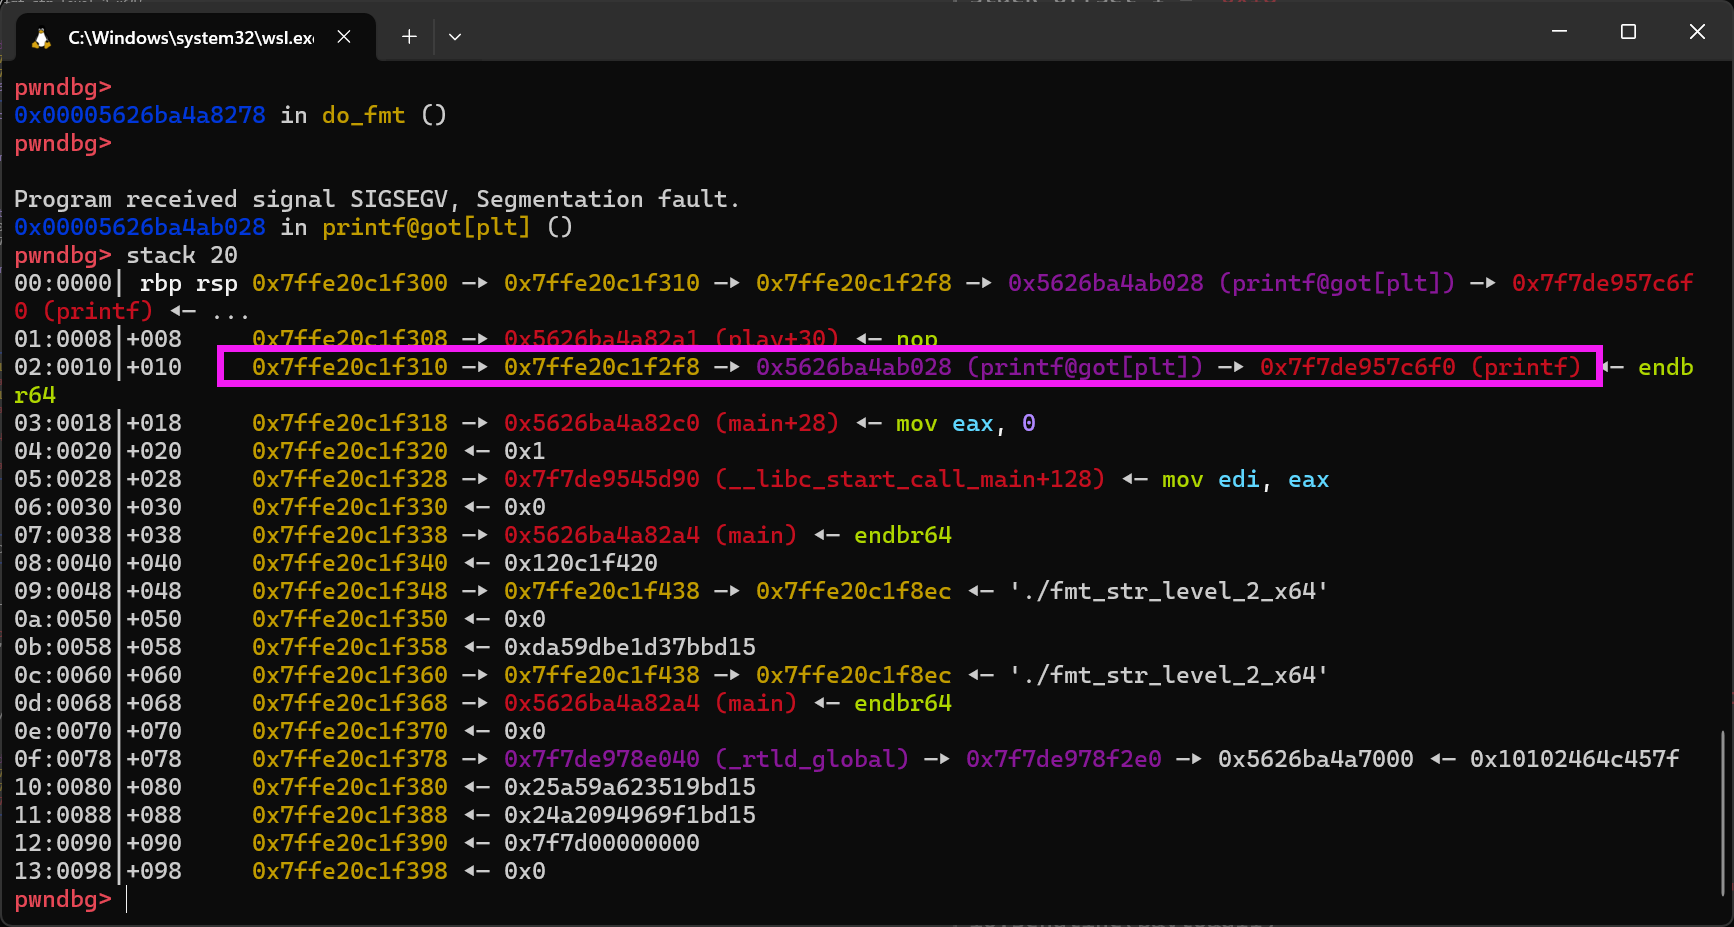 C:\Windows\system32\wsl.ex
pwndbg>
0x00005626ba4a8278 in do_fmt ()
pwndbg>
Program received signal SIGSEGV, Segmentation fault.
0x00005626ba4ab028 in printf@got[plt] ()
pwndbg> stack 20
00:0000│ rbp rsp 0x7ffe20c1f300 —▸ 0x7ffe20c1f310 —▸ 0x7ffe20c1f2f8 —▸ 0x5626ba4ab028 (printf@got[plt]) —▸ 0x7f7de957c6f
0 (printf) ◂— ...
01:0008│+008     0x7ffe20c1f308 —▸ 0x5626ba4a82a1 (play+30) ◂— nop
02:0010│+010     0x7ffe20c1f310 —▸ 0x7ffe20c1f2f8 —▸ 0x5626ba4ab028 (printf@got[plt]) —▸ 0x7f7de957c6f0 (printf) ◂— endb
r64
03:0018│+018     0x7ffe20c1f318 —▸ 0x5626ba4a82c0 (main+28) ◂— mov eax, 0
04:0020│+020     0x7ffe20c1f320 ◂— 0x1
05:0028│+028     0x7ffe20c1f328 —▸ 0x7f7de9545d90 (__libc_start_call_main+128) ◂— mov edi, eax
06:0030│+030     0x7ffe20c1f330 ◂— 0x0
07:0038│+038     0x7ffe20c1f338 —▸ 0x5626ba4a82a4 (main) ◂— endbr64
08:0040│+040     0x7ffe20c1f340 ◂— 0x120c1f420
09:0048│+048     0x7ffe20c1f348 —▸ 0x7ffe20c1f438 —▸ 0x7ffe20c1f8ec ◂— './fmt_str_level_2_x64'
0a:0050│+050     0x7ffe20c1f350 ◂— 0x0
0b:0058│+058     0x7ffe20c1f358 ◂— 0xda59dbe1d37bbd15
0c:0060│+060     0x7ffe20c1f360 —▸ 0x7ffe20c1f438 —▸ 0x7ffe20c1f8ec ◂— './fmt_str_level_2_x64'
0d:0068│+068     0x7ffe20c1f368 —▸ 0x5626ba4a82a4 (main) ◂— endbr64
0e:0070│+070     0x7ffe20c1f370 ◂— 0x0
0f:0078│+078     0x7ffe20c1f378 —▸ 0x7f7de978e040 (_rtld_global) —▸ 0x7f7de978f2e0 —▸ 0x5626ba4a7000 ◂— 0x10102464c457f
10:0080│+080     0x7ffe20c1f380 ◂— 0x25a59a623519bd15
11:0088│+088     0x7ffe20c1f388 ◂— 0x24a2094969f1bd15
12:0090│+090     0x7ffe20c1f390 ◂— 0x7f7d00000000
13:0098│+098     0x7ffe20c1f398 ◂— 0x0
pwndbg>